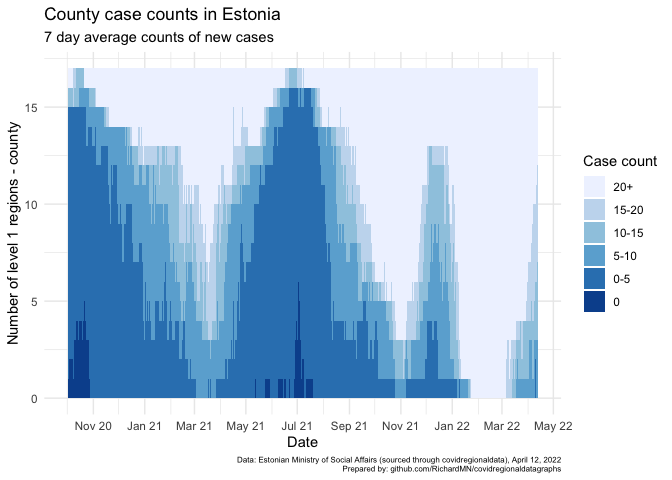 County case counts in Estonia
7 day average counts of new cases
Number of level 1 regions - county
15
10
5
0
Nov 20 Jan 21 Mar 21 May 21 Jul 21 Sep 21 Nov 21 Jan 22 Mar 22 May 22
Date
Case count
20+
15-20
10-15
5-10
0-5
0
Data: Estonian Ministry of Social Affairs (sourced through covidregionaldata), April 12, 2022
Prepared by: github.com/RichardMN/covidregionaldatagraphs